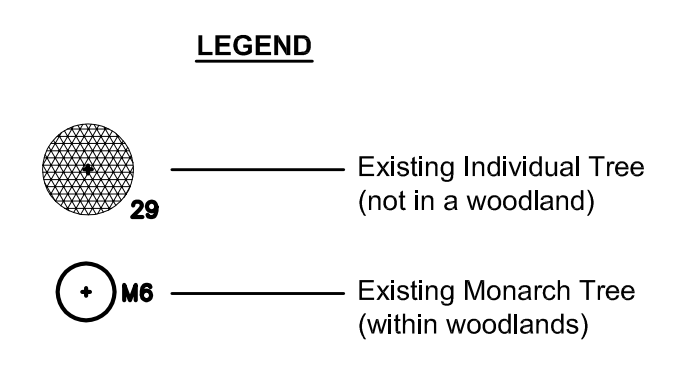 LEGEND
Existing Individual Tree
(not in a woodland)
29
Existing Monarch Tree
M6
(within woodlands)